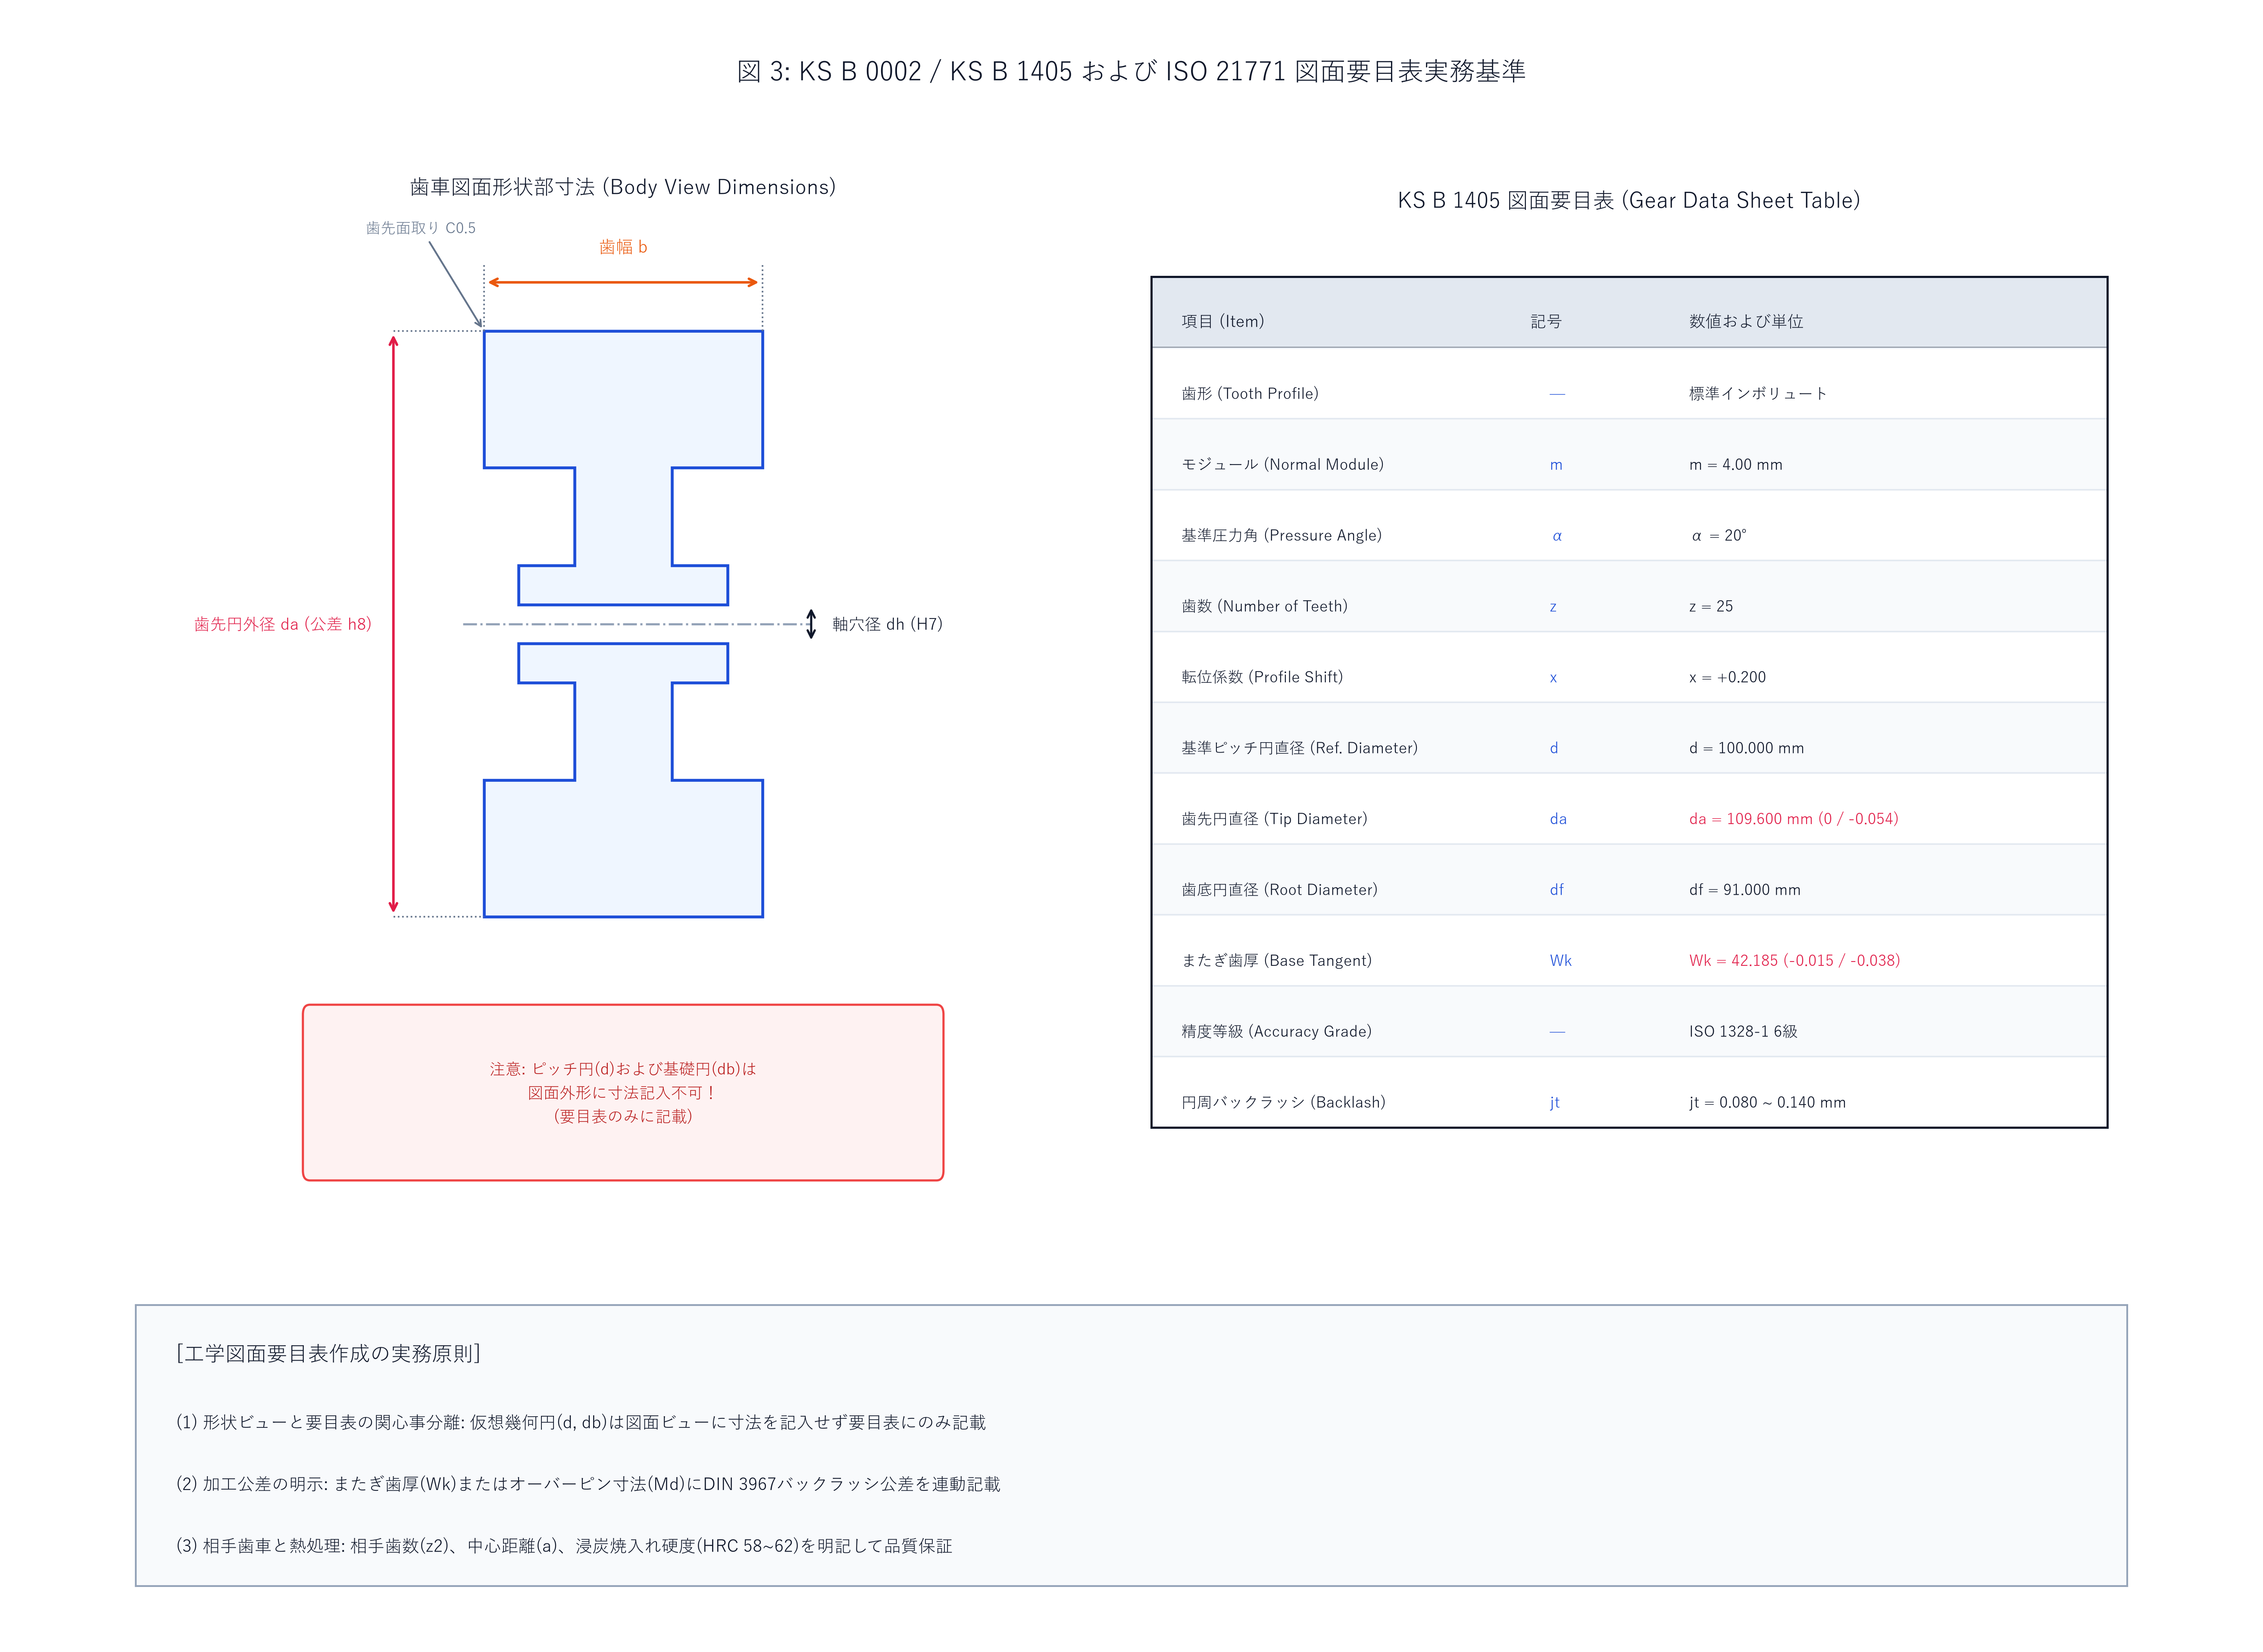 図 3: KS B 0002 / KS B 1405 および ISO 21771 図面要目表実務基準
歯車図面形状部寸法 (Body View Dimensions)
歯先面取り C0.5
歯幅 b
歯先円外径 da (公差 h8)
軸穴径 dh (H7)
注意: ピッチ円(d)および基礎円(db)は
図面外形に寸法記入不可！
(要目表のみに記載)
KS B 1405 図面要目表 (Gear Data Sheet Table)
項目 (Item) 記号 数値および単位
歯形 (Tooth Profile) — 標準インボリュート
モジュール (Normal Module) m m = 4.00 mm
基準圧力角 (Pressure Angle) α α = 20°
歯数 (Number of Teeth) z z = 25
転位係数 (Profile Shift) x x = +0.200
基準ピッチ円直径 (Ref. Diameter) d d = 100.000 mm
歯先円直径 (Tip Diameter) da da = 109.600 mm (0 / -0.054)
歯底円直径 (Root Diameter) df df = 91.000 mm
またぎ歯厚 (Base Tangent) Wk Wk = 42.185 (-0.015 / -0.038)
精度等級 (Accuracy Grade) — ISO 1328-1 6級
円周バックラッシ (Backlash) jt jt = 0.080 ~ 0.140 mm
[工学図面要目表作成の実務原則]
(1) 形状ビューと要目表の関心事分離: 仮想幾何円(d, db)は図面ビューに寸法を記入せず要目表にのみ記載
(2) 加工公差の明示: またぎ歯厚(Wk)またはオーバーピン寸法(Md)にDIN 3967バックラッシ公差を連動記載
(3) 相手歯車と熱処理: 相手歯数(z2)、中心距離(a)、浸炭焼入れ硬度(HRC 58~62)を明記して品質保証